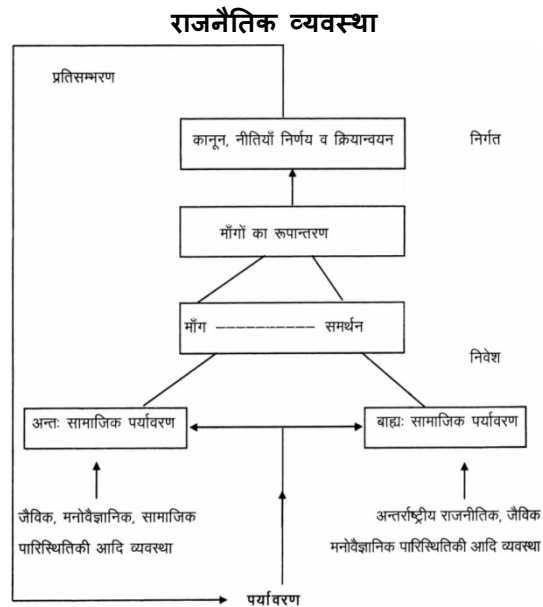 राजनैतिक व्यवस्था
प्रतिसम्भरण
कानून, नीतियाँ निर्णय व क्रियान्वयन
निर्गत
माँगों का रूपान्तरण
माँग ----------- समर्थन
निवेश
अन्तः सामाजिक पर्यावरण
बाह्यः सामाजिक पर्यावरण
जैविक, मनोवैज्ञानिक, सामाजिक
पारिस्थितिकी आदि व्यवस्था
अन्तर्राष्ट्रीय राजनीतिक, जैविक
मनोवैज्ञानिक पारिस्थितिकी आदि व्यवस्था
पर्यावरण